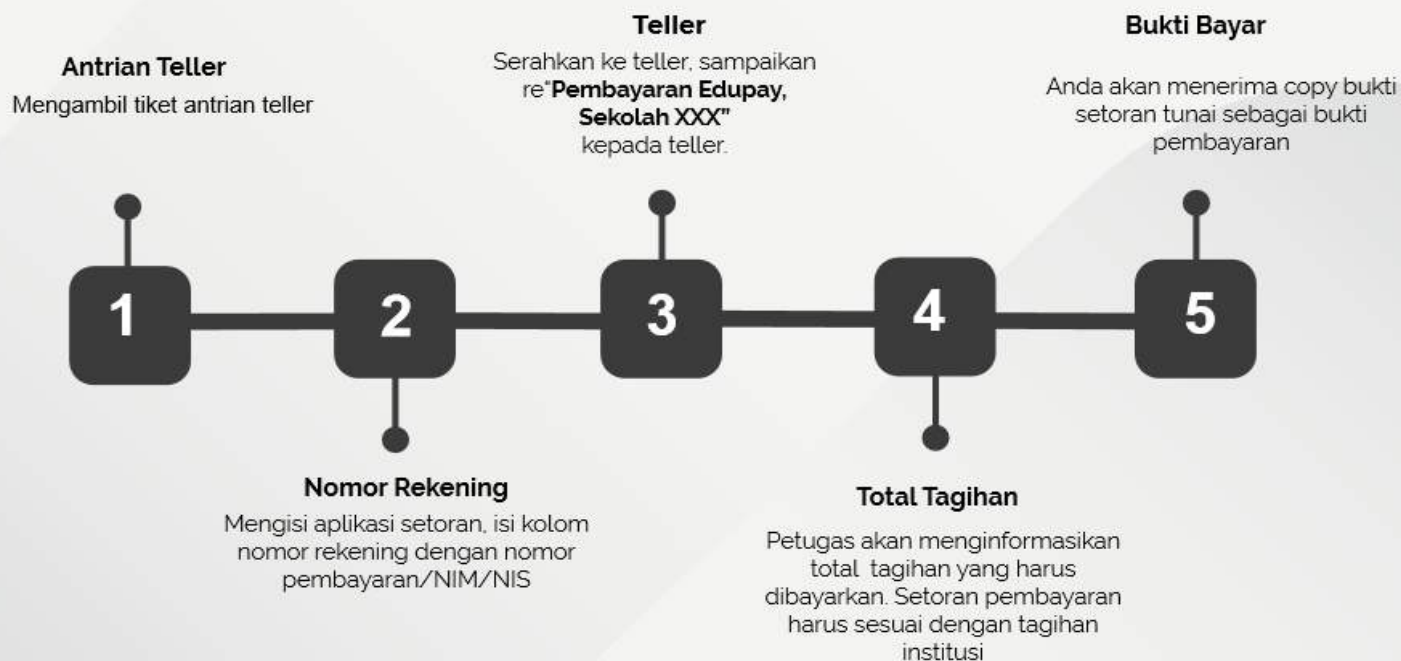 Antrian Teller
Mengambil tiket antrian teller
1
2
Nomor Rekening
Mengisi aplikasi setoran, isi kolom
nomor rekening dengan nomor
pembayaran/NIM/NIS
Teller
Serahkan ke teller, sampaikan
re"Pembayaran Edupay,
Sekolah XXX"
kepada teller.
3
4
Total Tagihan
Petugas akan menginformasikan
total tagihan yang harus
dibayarkan. Setoran pembayaran
harus sesuai dengan tagihan
institusi
Bukti Bayar
Anda akan menerima copy bukti
setoran tunai sebagai bukti
pembayaran
5